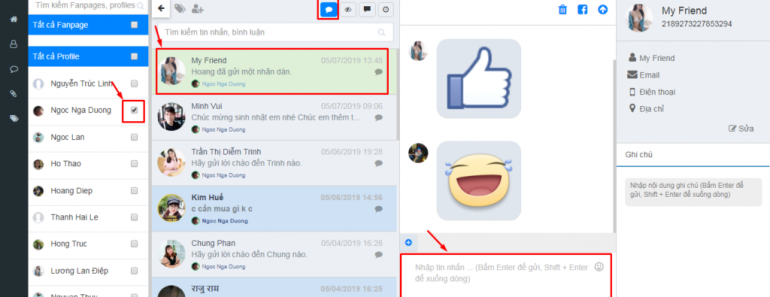 Tìm kiếm Fanpages, profiles
Tất cả Fanpage
Tất cả Profile
Nguyễn Trúc Linh
Ngoc Nga Duong
Ngoc Lan
Ho Thao
Hoang Diep
Thanh Hai Le
Hong Truc
Lương Lan Điệp
Nguyen Thuy
Tìm kiếm tin nhắn, bình luận
My Friend 05/07/2019 13:48
Hoang đã gửi một nhãn dán.
Ngoc Nga Duong
Minh Vui 05/07/2019 09:06
Chúc mừng sinh nhật em nhé Chúc em thêm t...
Ngoc Nga Duong
Trần Thị Diễm Trinh 05/06/2019 19:28
Hãy gửi lời chào đến Trinh nào.
Ngoc Nga Duong
Kim Huế 05/06/2019 14:56
c cần mua gì k c
Ngoc Nga Duong
Chung Phan 05/04/2019 16:28
Hãy gửi lời chào đến Chung nào.
Ngoc Nga Duong
राजु राय 05/04/2019 16:25
Nhập tin nhắn ... (Bấm Enter để gửi, Shift + Enter
để xuống dòng)
My Friend
2189273227853294
My Friend
Email
Điện thoại
Địa chỉ
Sửa
Ghi chú
Nhập nội dung ghi chú (Bấm Enter để
gửi, Shift + Enter để xuống dòng)